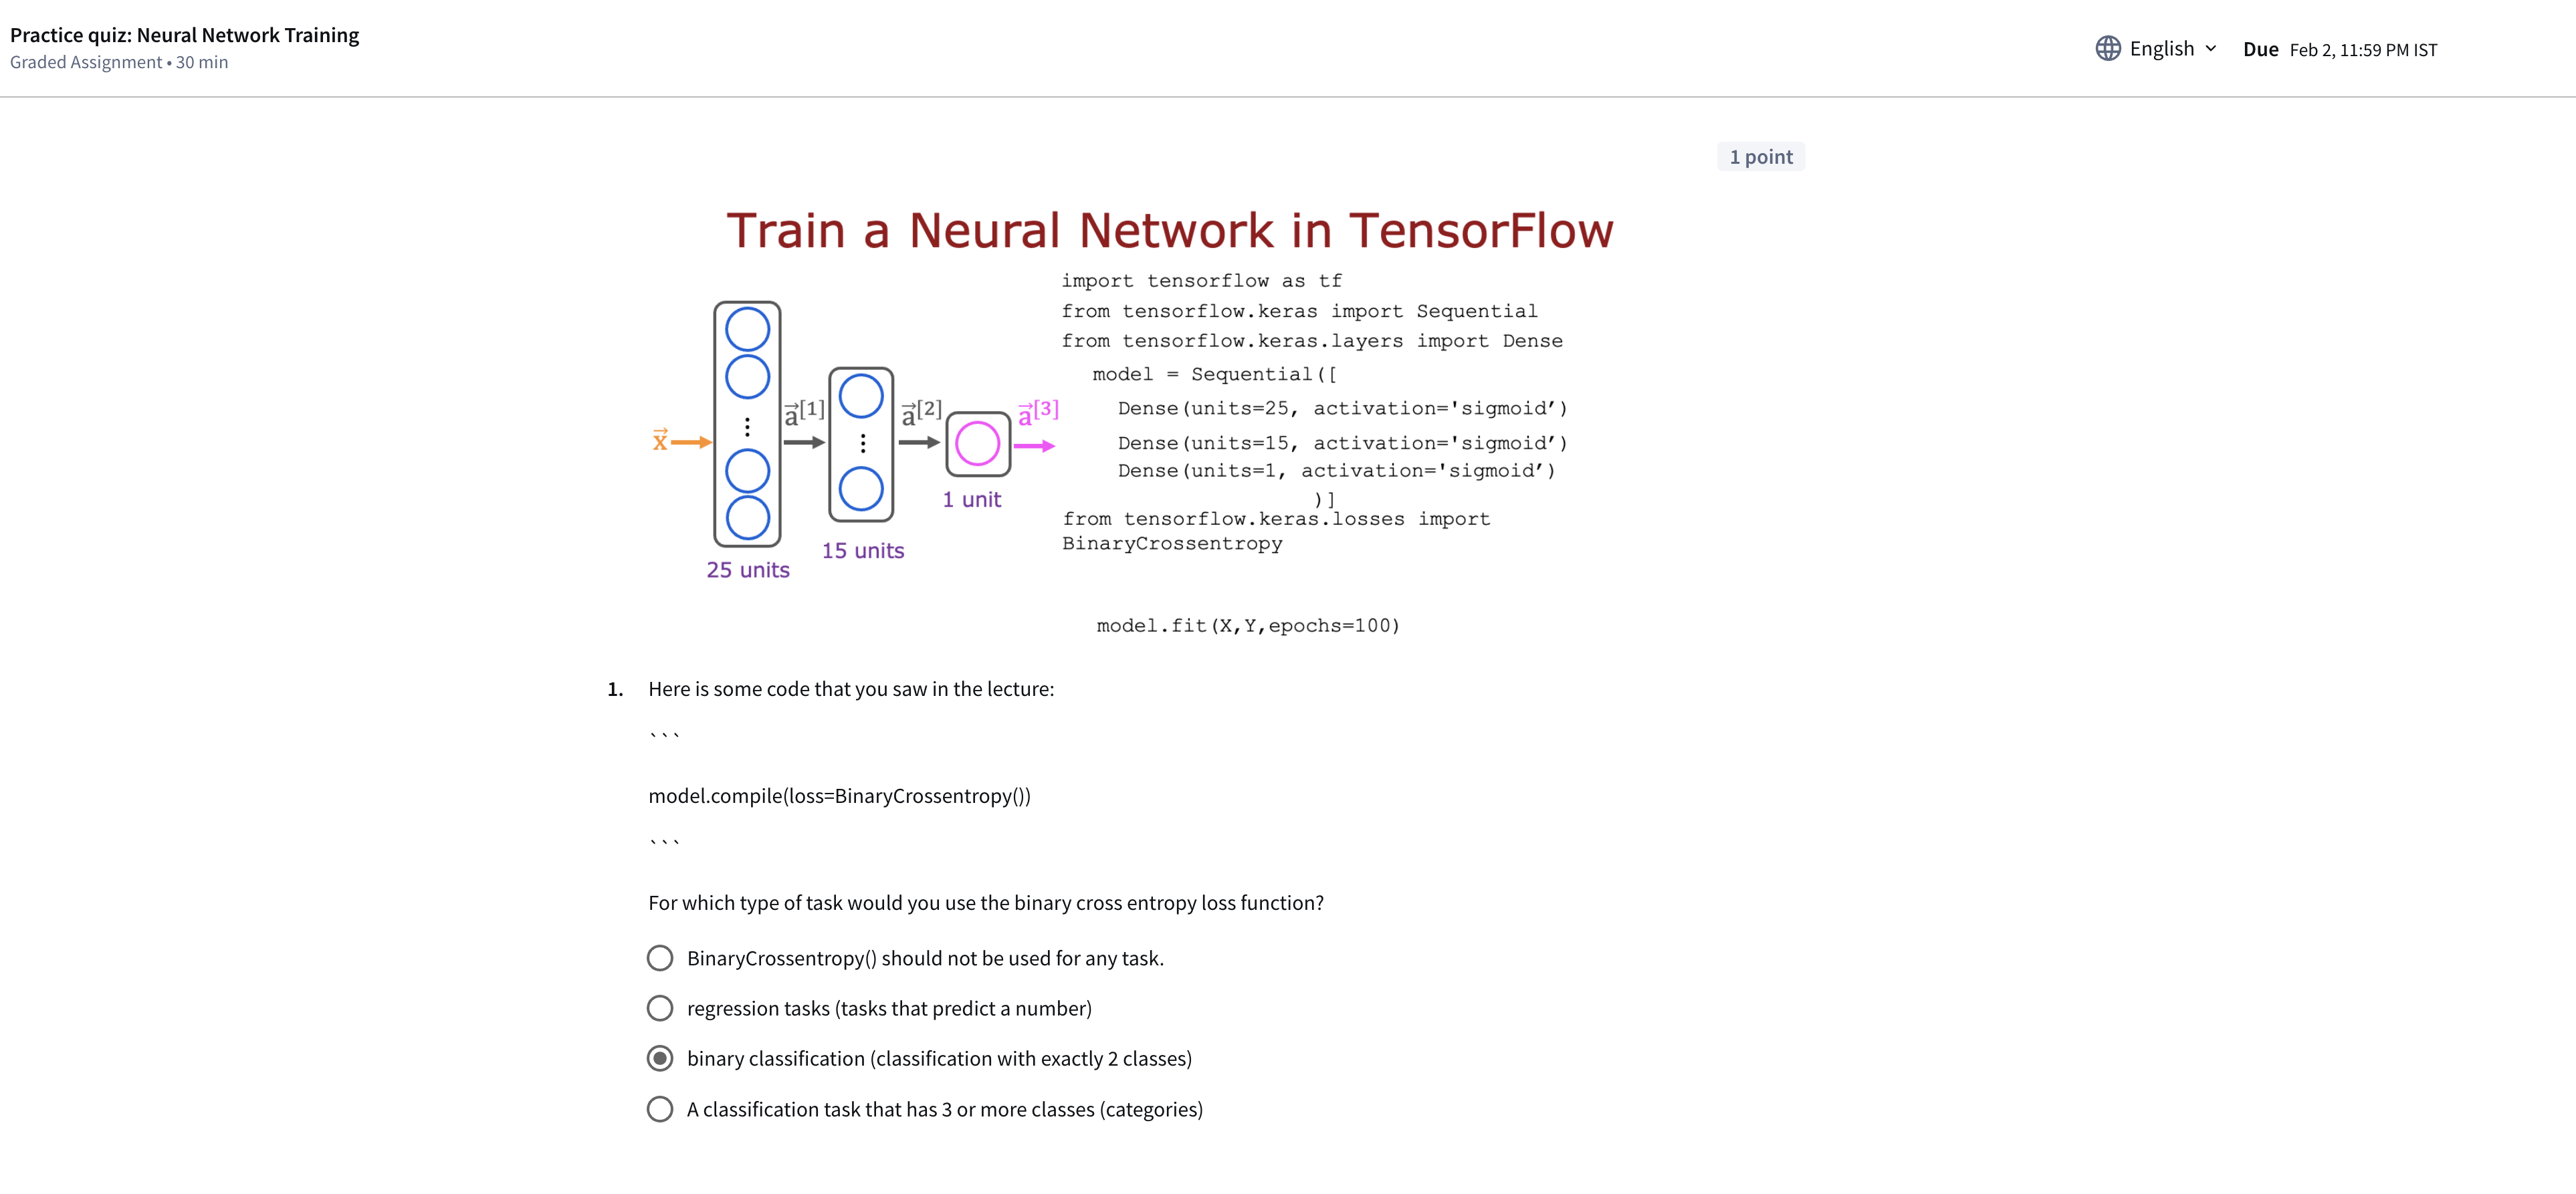 Practice quiz: Neural Network Training
Graded Assignment • 30 min
English
Due Feb 2, 11:59 PM IST
1 point
Train a Neural Network in TensorFlow
x⃗
a⃗[1]
a⃗[2]
a⃗[3]
25 units
15 units
1 unit
import tensorflow as tf
from tensorflow.keras import Sequential
from tensorflow.keras.layers import Dense
model = Sequential([
Dense(units=25, activation='sigmoid’)
Dense(units=15, activation='sigmoid’)
Dense(units=1, activation='sigmoid’)
)]
from tensorflow.keras.losses import
BinaryCrossentropy
model.fit(X,Y,epochs=100)
1. Here is some code that you saw in the lecture:
```
model.compile(loss=BinaryCrossentropy())
```
For which type of task would you use the binary cross entropy loss function?
BinaryCrossentropy() should not be used for any task.
regression tasks (tasks that predict a number)
binary classification (classification with exactly 2 classes)
A classification task that has 3 or more classes (categories)